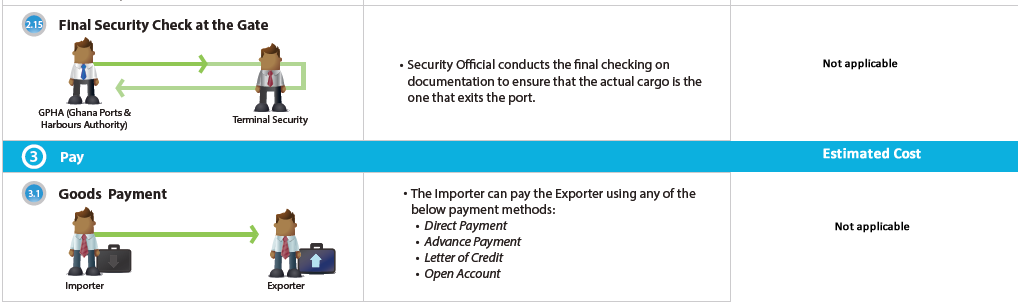 2.15 Final Security Check at the Gate
GPHA (Ghana Ports &
Harbours Authority)
Terminal Security
• Security Official conducts the final checking on
documentation to ensure that the actual cargo is the
one that exits the port.
Not applicable
3 Pay
Estimated Cost
3.1 Goods Payment
Importer
Exporter
• The Importer can pay the Exporter using any of the
below payment methods:
• Direct Payment
• Advance Payment
• Letter of Credit
• Open Account
Not applicable